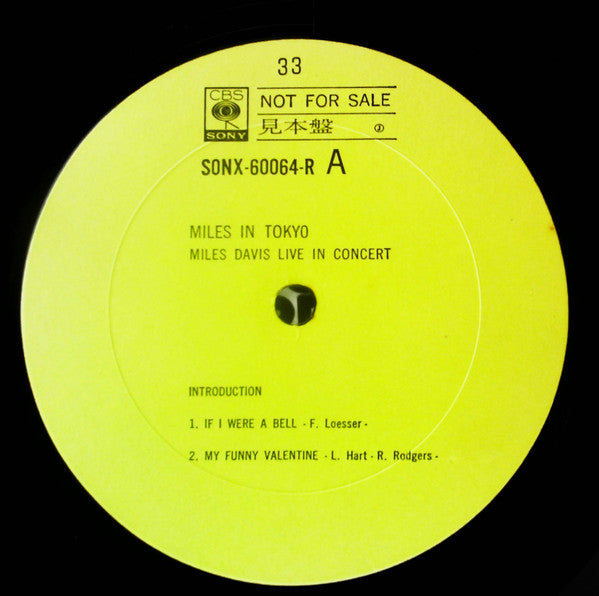 33
CBS
SONY
NOT FOR SALE
見本盤 Ⓙ
SONX-60064-R A
MILES IN TOKYO
MILES DAVIS LIVE IN CONCERT
INTRODUCTION
1. IF I WERE A BELL - F. Loesser -
2. MY FUNNY VALENTINE - L. Hart - R. Rodgers -